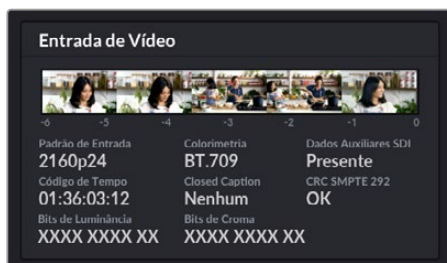 Entrada de Vídeo
-6 -5 -4 -3 -2 -1 0
Padrão de Entrada Colorimetria Dados Auxiliares SDI
2160p24 BT.709 Presente
Código de Tempo Closed Caption CRC SMPTE 292
01:36:03:12 Nenhum OK
Bits de Luminância Bits de Croma
XXXX XXXX XX XXXX XXXX XX